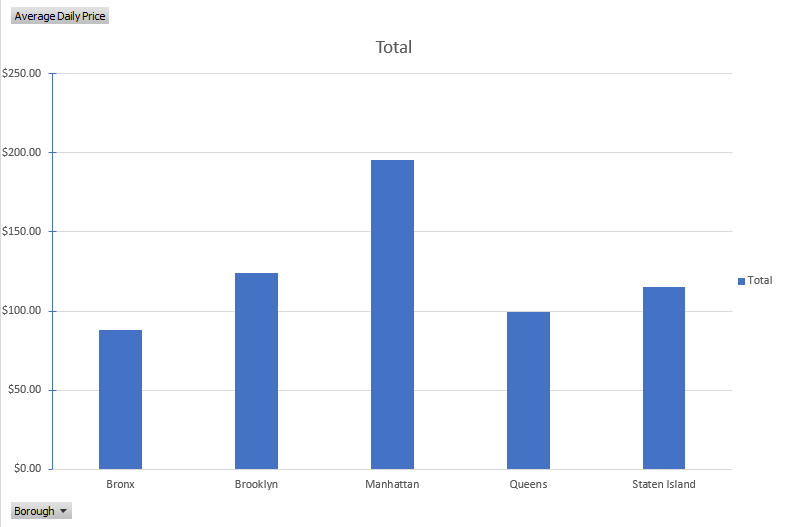 Average Daily Price
Total
$250.00
$200.00
$150.00
$100.00
$50.00
$0.00
Bronx
Brooklyn
Manhattan
Queens
Staten Island
Total
Borough